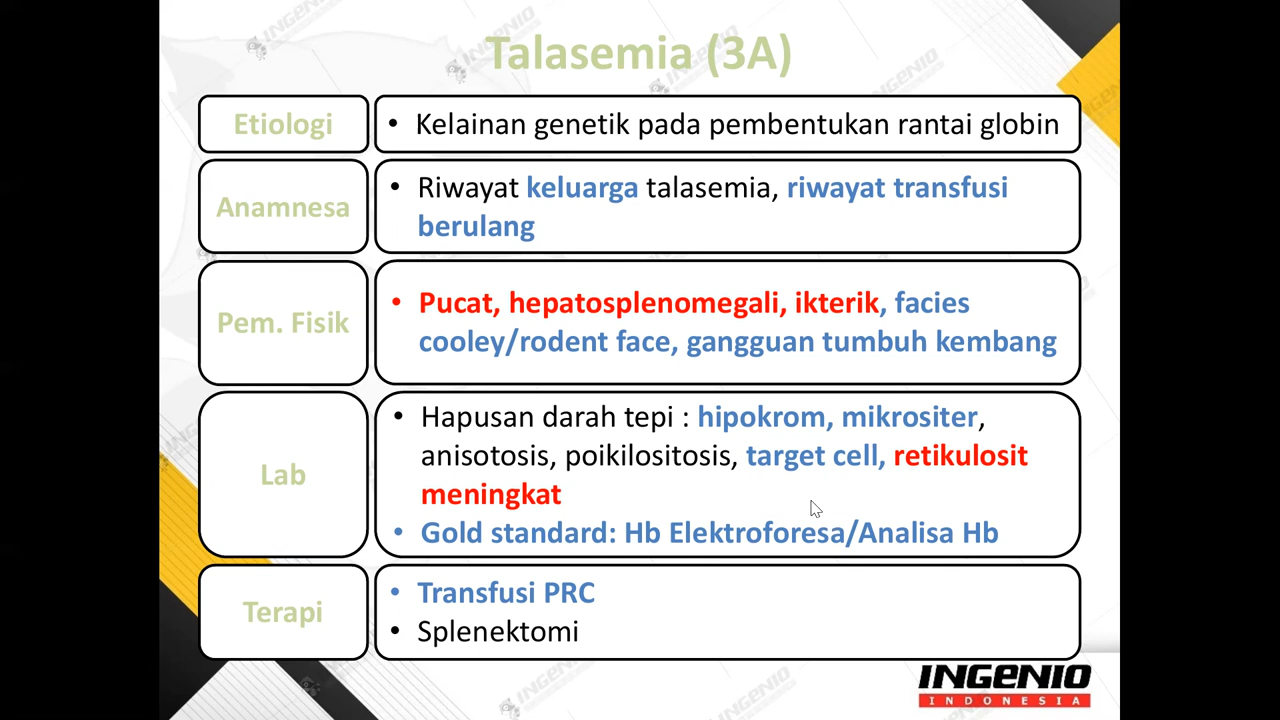 Talasemia (3A)
Etiologi
• Kelainan genetik pada pembentukan rantai globin
Anamnesa
• Riwayat keluarga talasemia, riwayat transfusi
berulang
Pem. Fisik
• Pucat, hepatosplenomegali, ikterik, facies
cooley/rodent face, gangguan tumbuh kembang
Lab
• Hapusan darah tepi : hipokrom, mikrositer,
anisotosis, poikilositosis, target cell, retikulosit
meningkat
• Gold standard: Hb Elektroforesa/Analisa Hb
Terapi
• Transfusi PRC
• Splenektomi
INGENIO
INDONESIA